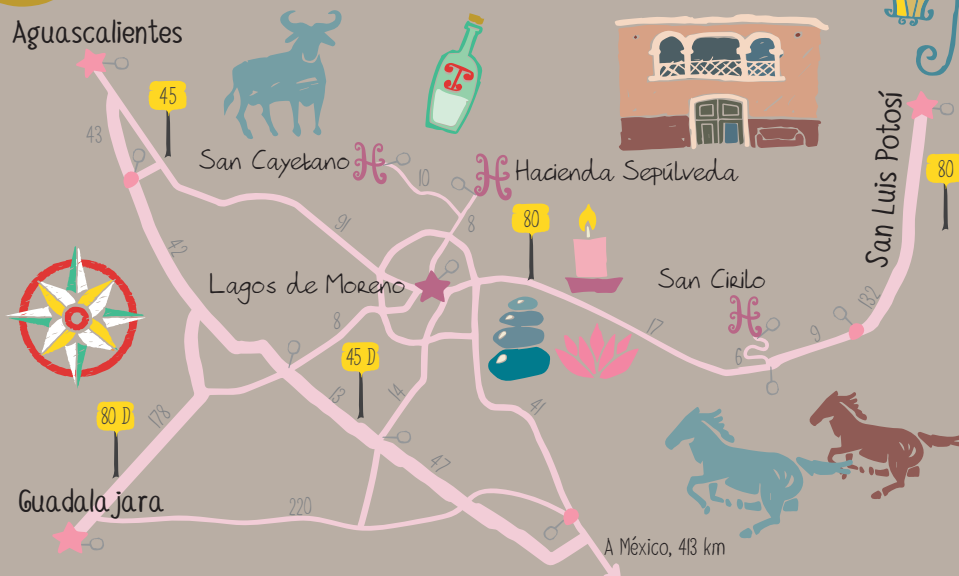 Aguascalientes
45
43
San Cayetano
10
Hacienda Sepúlveda
80
San Luis Potosí
80
91
8
42
Lagos de Moreno
San Cirilo
132
8
17
9
6
45 D
13
14
41
80 D
178
47
Guadalajara
220
A México, 413 km